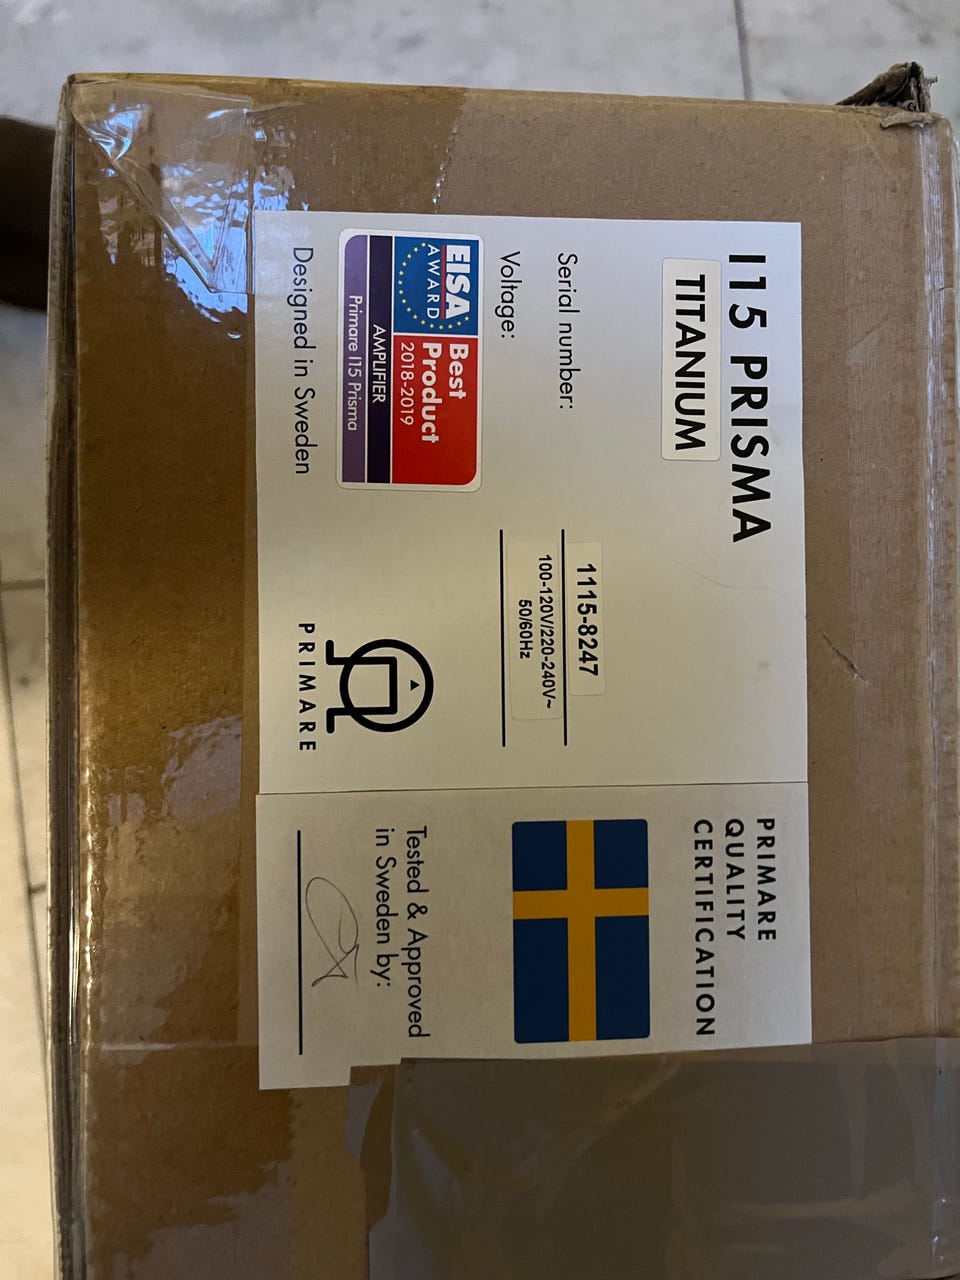 I15 PRISMA
TITANIUM
Serial number:
1115-8247
Voltage:
100-120V/220-240V~
50/60Hz
EISA
AWARD
Best
Product
2018-2019
AMPLIFIER
Primare I15 Prisma
Designed in Sweden
PRIMARE
PRIMARE
QUALITY
CERTIFICATION
Tested & Approved
in Sweden by: